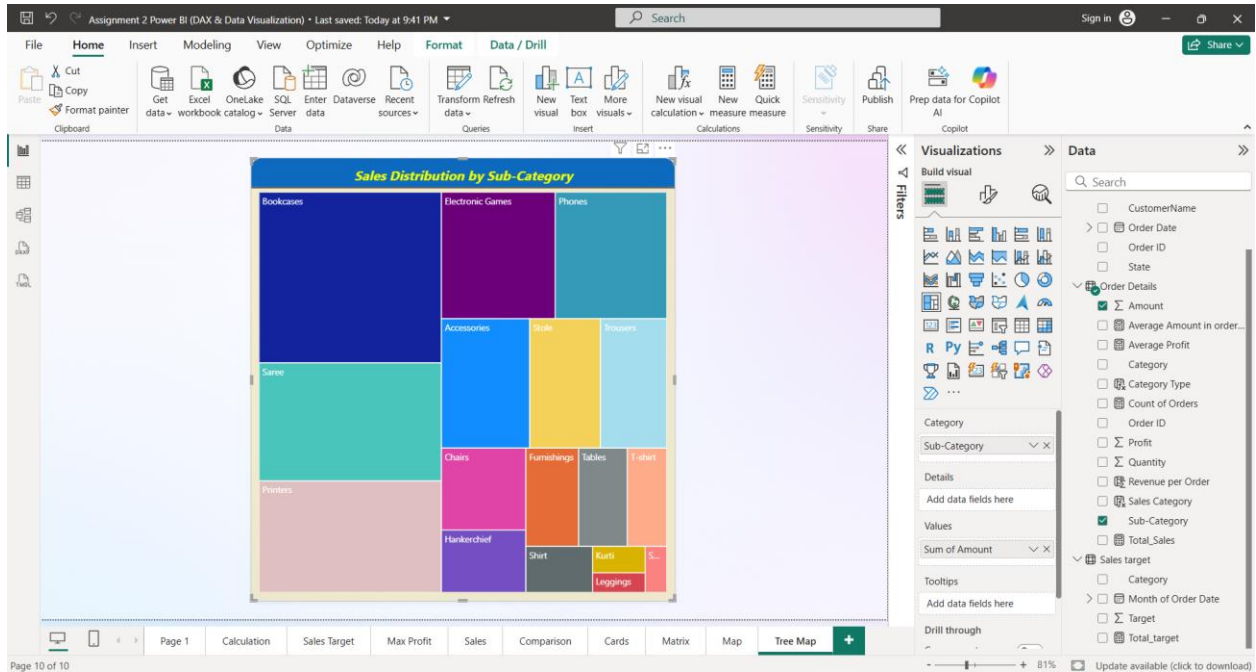 Assignment 2 Power BI (DAX & Data Visualization) • Last saved: Today at 9:41 PM
Search
Sign in
File Home Insert Modeling View Optimize Help Format Data / Drill
Share
Paste
Cut
Copy
Format painter
Get data
Excel workbook
OneLake catalog
SQL Server
Enter data
Dataverse
Recent sources
Transform data
Refresh
New visual
Text box
More visuals
New visual calculation
New measure
Quick measure
Sensitivity
Publish
Prep data for Copilot AI
Copilot
Clipboard Data Queries Insert Calculations Sensitivity Share Copilot
Sales Distribution by Sub-Category
Bookcases
Electronic Games
Phones
Saree
Accessories
Stole
Trousers
Printers
Chairs
Furnishings
Tables
T-shirt
Hankerchief
Shirt
Kurti
S...
Leggings
Filters
Visualizations
Build visual
Category
Sub-Category
Details
Add data fields here
Values
Sum of Amount
Tooltips
Add data fields here
Drill through
Data
Search
CustomerName
Order Date
Order ID
State
Order Details
Amount
Average Amount in order...
Average Profit
Category
Category Type
Count of Orders
Order ID
Profit
Quantity
Revenue per Order
Sales Category
Sub-Category
Total_Sales
Sales target
Category
Month of Order Date
Target
Total_target
Page 1 Calculation Sales Target Max Profit Sales Comparison Cards Matrix Map Tree Map
Page 10 of 10
81%
Update available (click to download)